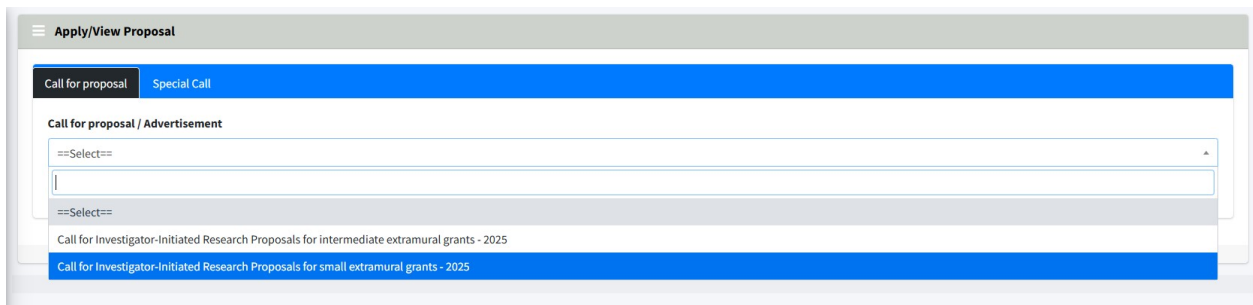 Apply/View Proposal
Call for proposal Special Call
Call for proposal / Advertisement
==Select==
==Select==
Call for Investigator-Initiated Research Proposals for intermediate extramural grants - 2025
Call for Investigator-Initiated Research Proposals for small extramural grants - 2025